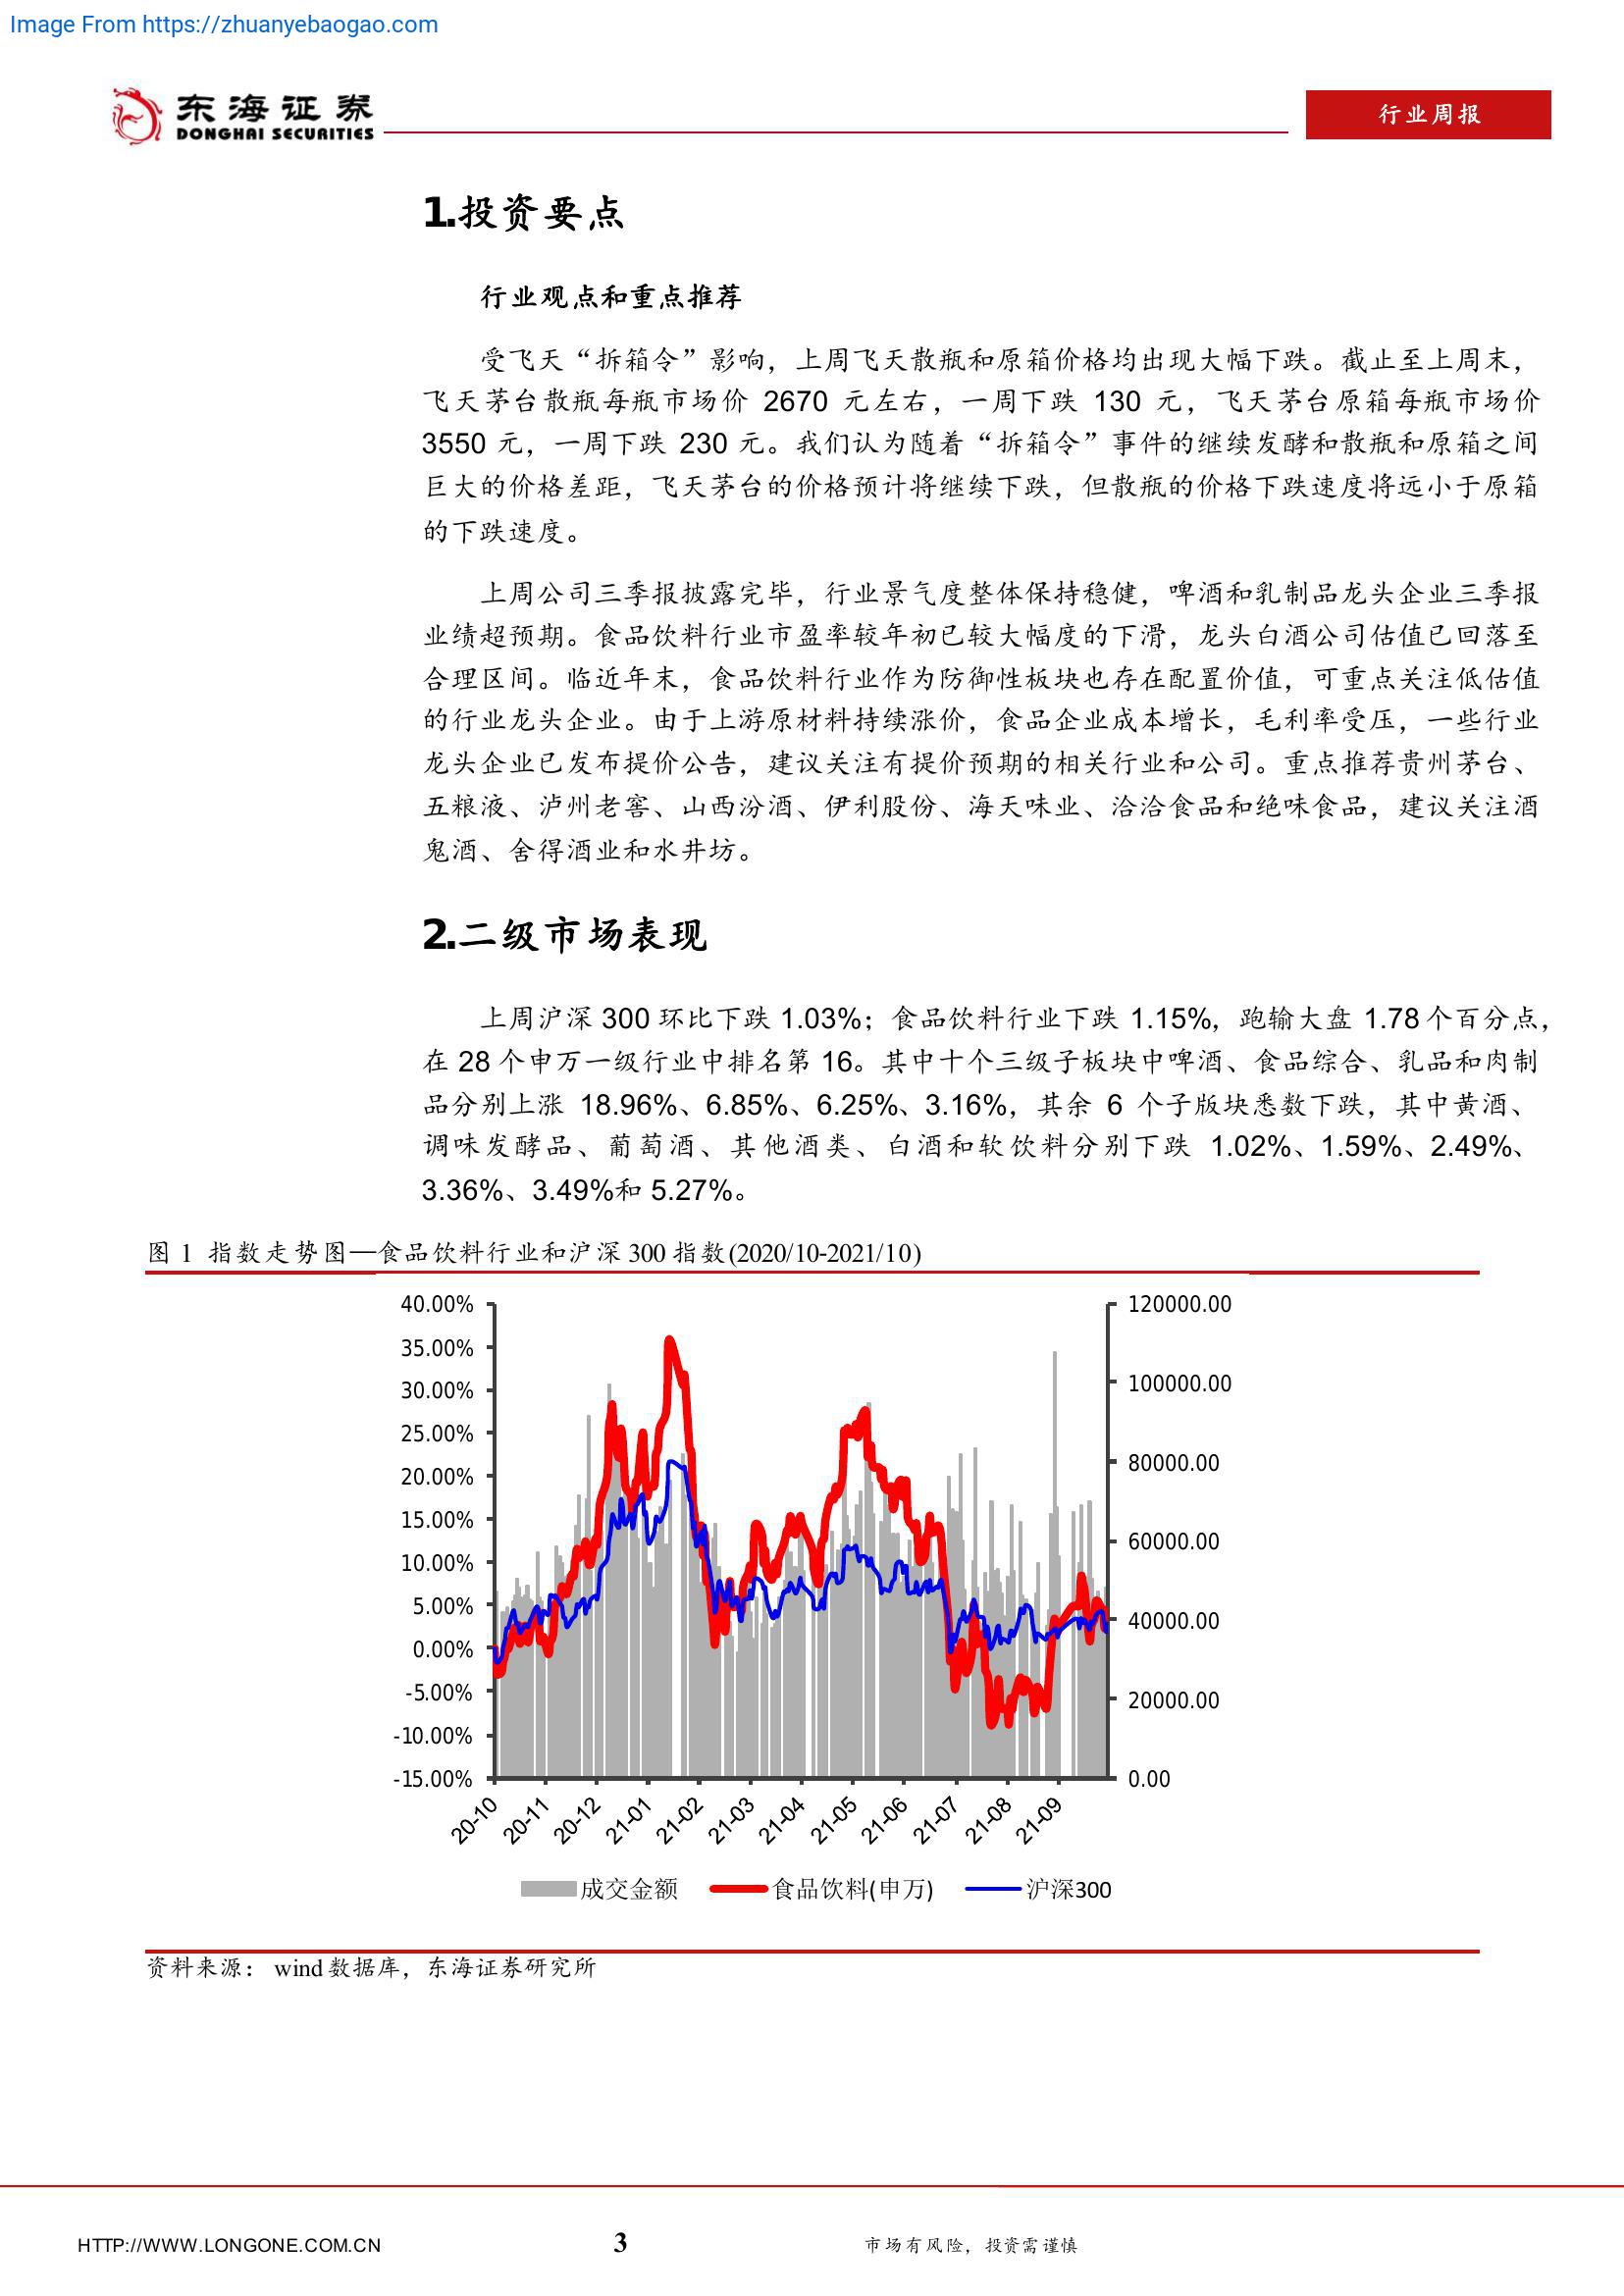 Image From https://zhuanyebaogao.com
东海证券
DONGHAI SECURITIES
行业周报
1.投资要点
行业观点和重点推荐
受飞天“拆箱令”影响，上周飞天散瓶和原箱价格均出现大幅下跌。截止至上周末，
飞天茅台散瓶每瓶市场价 2670 元左右，一周下跌 130 元，飞天茅台原箱每瓶市场价
3550 元，一周下跌 230 元。我们认为随着“拆箱令”事件的继续发酵和散瓶和原箱之间
巨大的价格差距，飞天茅台的价格预计将继续下跌，但散瓶的价格下跌速度将远小于原箱
的下跌速度。
上周公司三季报披露完毕，行业景气度整体保持稳健，啤酒和乳制品龙头企业三季报
业绩超预期。食品饮料行业市盈率较年初已较大幅度的下滑，龙头白酒公司估值已回落至
合理区间。临近年末，食品饮料行业作为防御性板块也存在配置价值，可重点关注低估值
的行业龙头企业。由于上游原材料持续涨价，食品企业成本增长，毛利率受压，一些行业
龙头企业已发布提价公告，建议关注有提价预期的相关行业和公司。重点推荐贵州茅台、
五粮液、泸州老窖、山西汾酒、伊利股份、海天味业、洽洽食品和绝味食品，建议关注酒
鬼酒、舍得酒业和水井坊。
2.二级市场表现
上周沪深 300 环比下跌 1.03%；食品饮料行业下跌 1.15%，跑输大盘 1.78 个百分点，
在 28 个申万一级行业中排名第 16。其中十个三级子板块中啤酒、食品综合、乳品和肉制
品分别上涨 18.96%、6.85%、6.25%、3.16%，其余 6 个子版块悉数下跌，其中黄酒、
调味发酵品、葡萄酒、其他酒类、白酒和软饮料分别下跌 1.02%、1.59%、2.49%、
3.36%、3.49%和 5.27%。
图 1 指数走势图—食品饮料行业和沪深 300 指数(2020/10-2021/10)
40.00%
35.00%
30.00%
25.00%
20.00%
15.00%
10.00%
5.00%
0.00%
-5.00%
-10.00%
-15.00%
120000.00
100000.00
80000.00
60000.00
40000.00
20000.00
0.00
20-10
20-11
20-12
21-01
21-02
21-03
21-04
21-05
21-06
21-07
21-08
21-09
成交金额 食品饮料(申万) 沪深300
资料来源： wind 数据库，东海证券研究所
HTTP://WWW.LONGONE.COM.CN
3
市场有风险，投资需谨慎